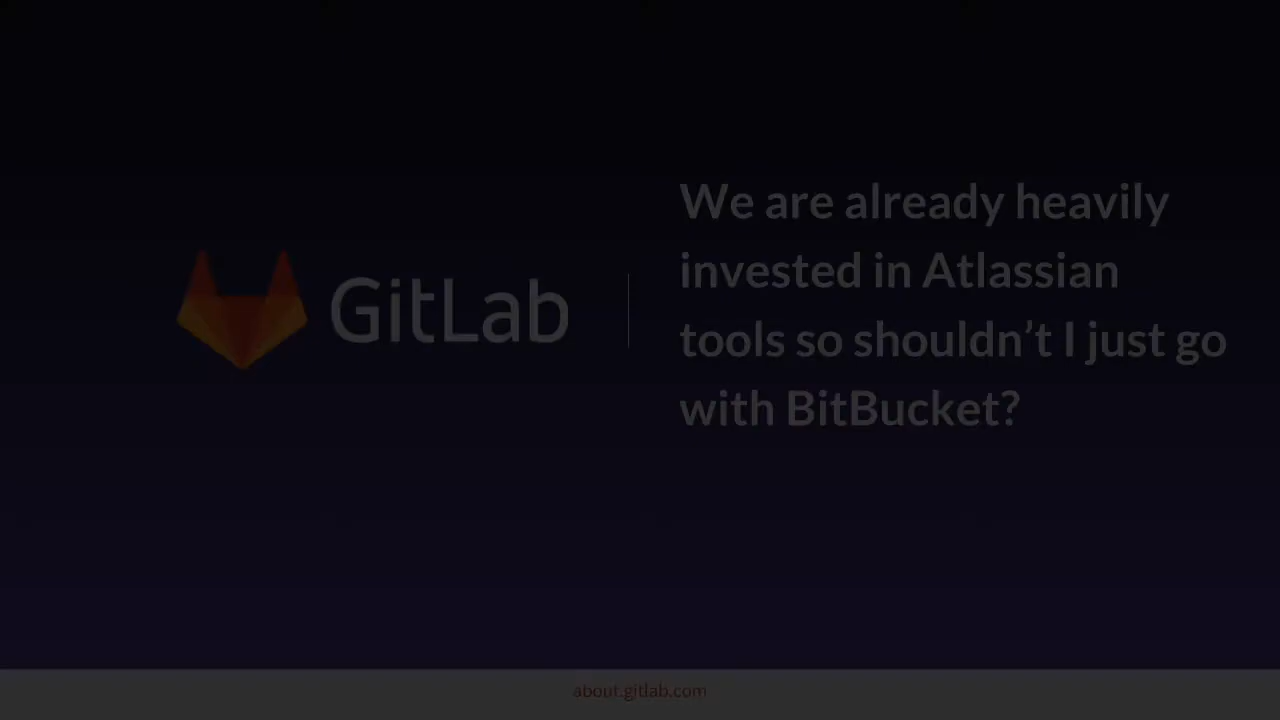 GitLab
We are already heavily
invested in Atlassian
tools so shouldn’t I just go
with BitBucket?
about.gitlab.com